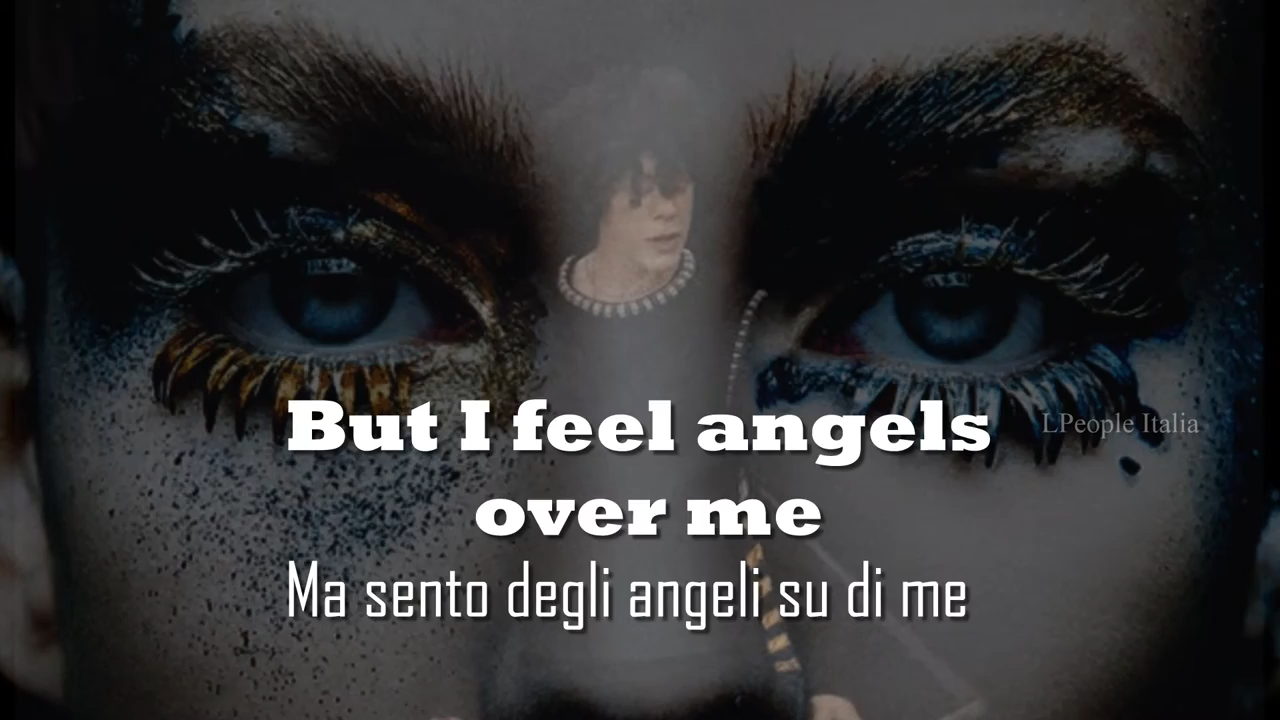 But I feel angels
LPeople Italia
over me
Ma sento degli angeli su di me